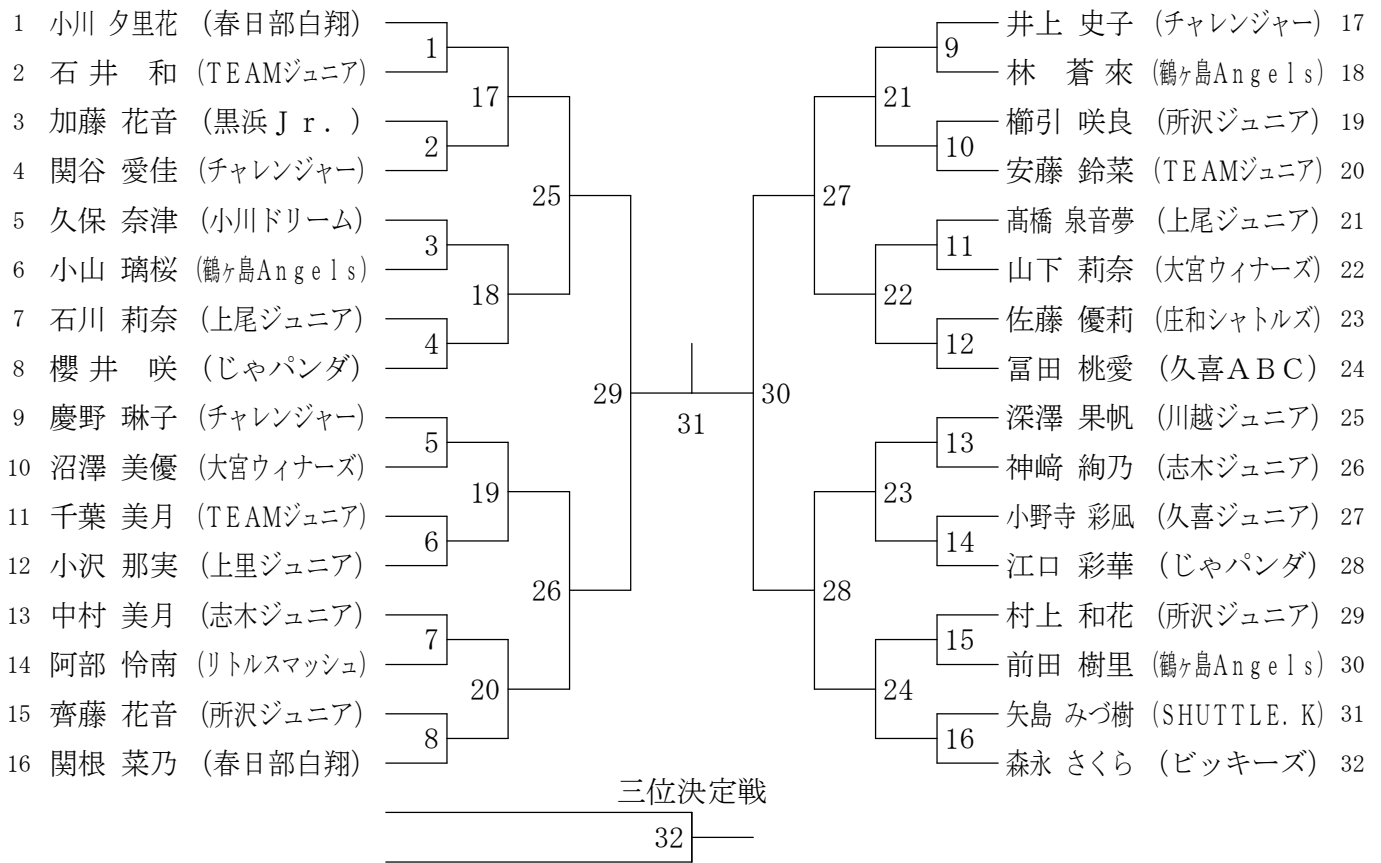 1 小川 夕里花 (春日部白翔)
2 石井 和 (TEAMジュニア)
3 加藤 花音 (黒浜Jr.)
4 関谷 愛佳 (チャレンジャー)
5 久保 奈津 (小川ドリーム)
6 小山 璃桜 (鶴ヶ島Angels)
7 石川 莉奈 (上尾ジュニア)
8 櫻井 咲 (じゃパンダ)
9 慶野 琳子 (チャレンジャー)
10 沼澤 美優 (大宮ウィナーズ)
11 千葉 美月 (TEAMジュニア)
12 小沢 那実 (上里ジュニア)
13 中村 美月 (志木ジュニア)
14 阿部 怜南 (リトルスマッシュ)
15 齊藤 花音 (所沢ジュニア)
16 関根 菜乃 (春日部白翔)
1
2
3
4
5
6
7
8
17
18
19
20
25
26
29
31
30
27
28
21
22
23
24
9
10
11
12
13
14
15
16
井上 史子 (チャレンジャー) 17
林 蒼來 (鶴ヶ島Angels) 18
櫛引 咲良 (所沢ジュニア) 19
安藤 鈴菜 (TEAMジュニア) 20
髙橋 泉音夢 (上尾ジュニア) 21
山下 莉奈 (大宮ウィナーズ) 22
佐藤 優莉 (庄和シャトルズ) 23
冨田 桃愛 (久喜ABC) 24
深澤 果帆 (川越ジュニア) 25
神﨑 絢乃 (志木ジュニア) 26
小野寺 彩凪 (久喜ジュニア) 27
江口 彩華 (じゃパンダ) 28
村上 和花 (所沢ジュニア) 29
前田 樹里 (鶴ヶ島Angels) 30
矢島 みづ樹 (SHUTTLE.K) 31
森永 さくら (ビッキーズ) 32
三位決定戦
32